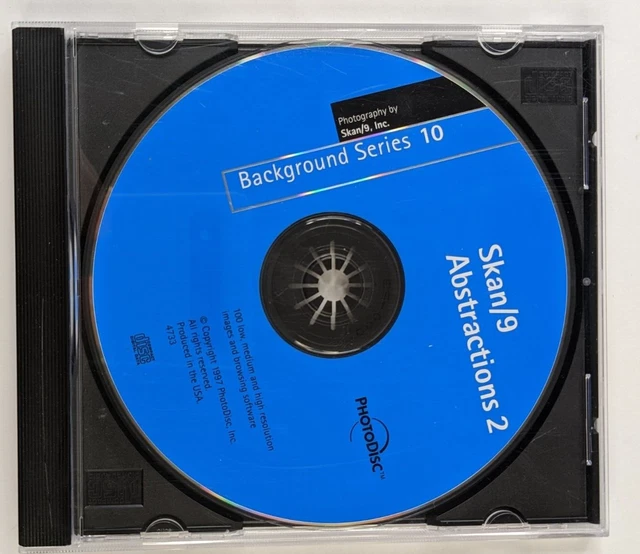 Photography by
Skan/9, Inc.
Background Series 10
Skan/9
Abstractions 2
100 low, medium and high resolution
images and browsing software
© Copyright 1997 PhotoDisc, Inc.
All rights reserved.
Produced in the USA.
4733
PHOTODISC™